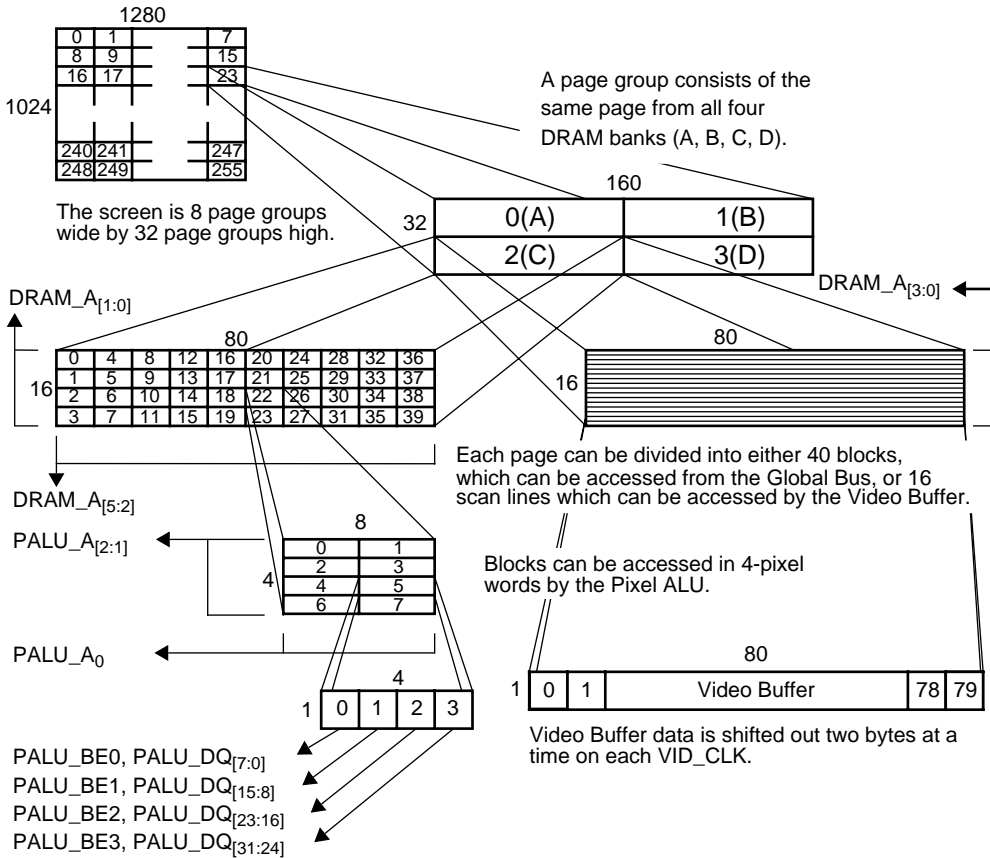 1280
0 1 7
8 9 15
16 17 23
1024
240 241 247
248 249 255
The screen is 8 page groups
wide by 32 page groups high.
A page group consists of the
same page from all four
DRAM banks (A, B, C, D).
160
32
0(A) 1(B)
2(C) 3(D)
DRAM_A[1:0]
DRAM_A[3:0]
80
16
0 4 8 12 16 20 24 28 32 36
1 5 9 13 17 21 25 29 33 37
2 6 10 14 18 22 26 30 34 38
3 7 11 15 19 23 27 31 35 39
80
16
DRAM_A[5:2]
Each page can be divided into either 40 blocks,
which can be accessed from the Global Bus, or 16
scan lines which can be accessed by the Video Buffer.
PALU_A[2:1]
8
4
0 1
2 3
4 5
6 7
Blocks can be accessed in 4-pixel
words by the Pixel ALU.
PALU_A0
4
1
0 1 2 3
80
1
0 1 Video Buffer 78 79
Video Buffer data is shifted out two bytes at a
time on each VID_CLK.
PALU_BE0, PALU_DQ[7:0]
PALU_BE1, PALU_DQ[15:8]
PALU_BE2, PALU_DQ[23:16]
PALU_BE3, PALU_DQ[31:24]